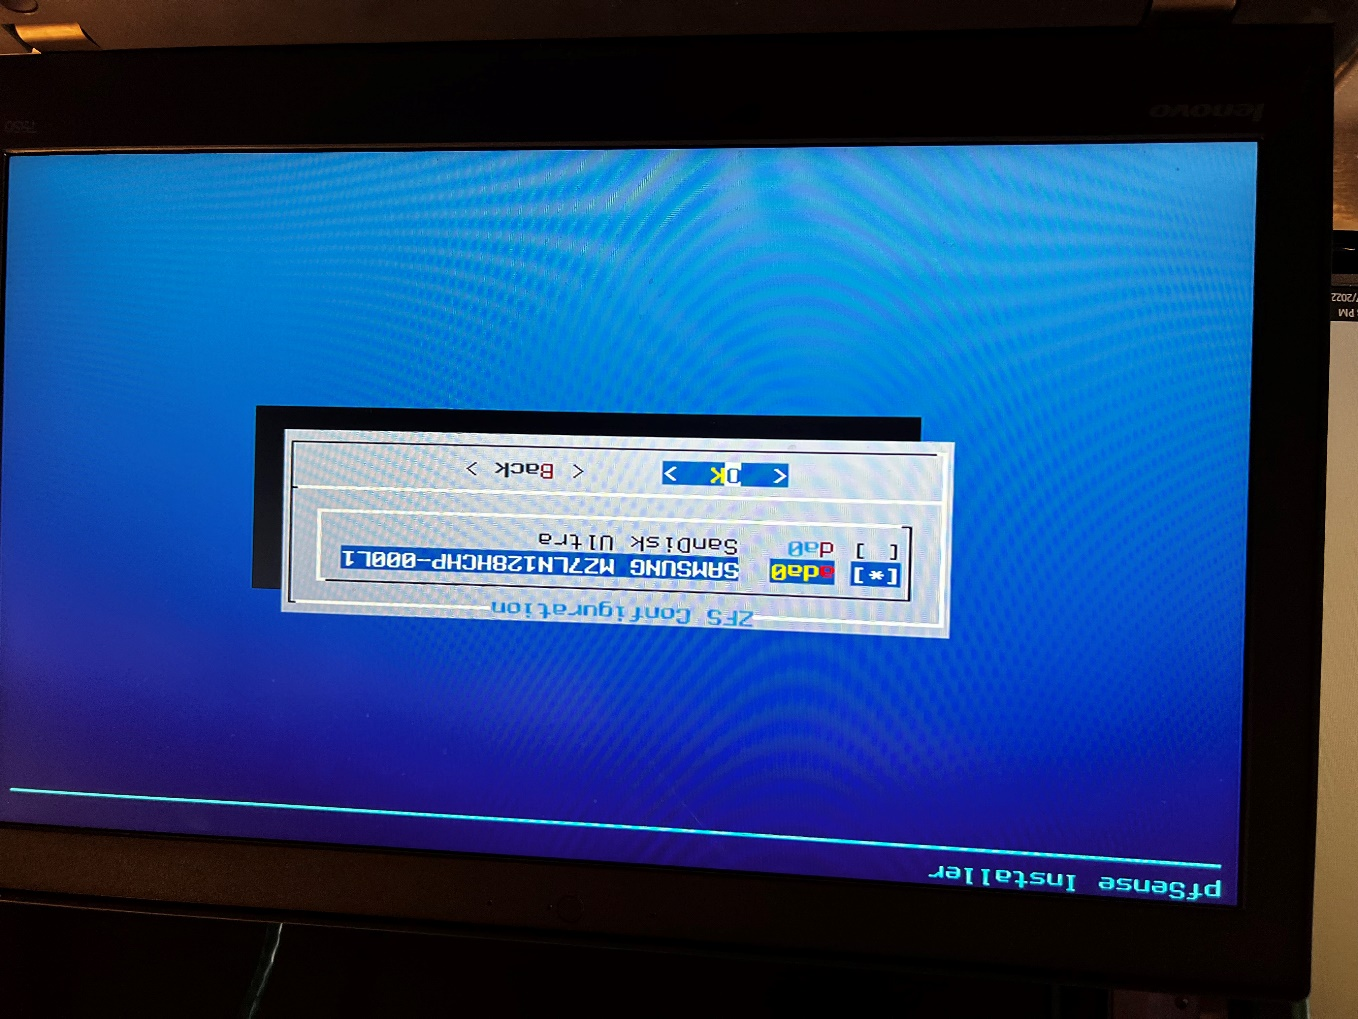 pfSense Installer
ZFS Configuration
[*] ada0 SAMSUNG MZ7LN128HCHP-000L1
[ ] da0 SanDisk Ultra
< OK > < Back >
lenovo